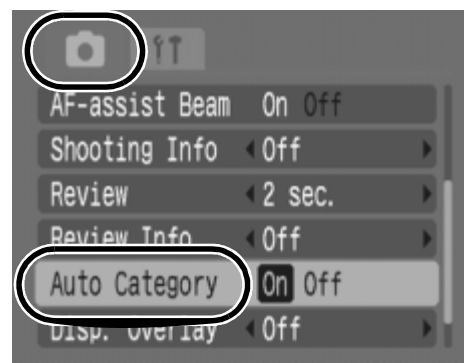 AF-assist Beam On Off
Shooting Info Off
Review 2 sec.
Review Info Off
Auto Category On Off
Disp. Overlay Off